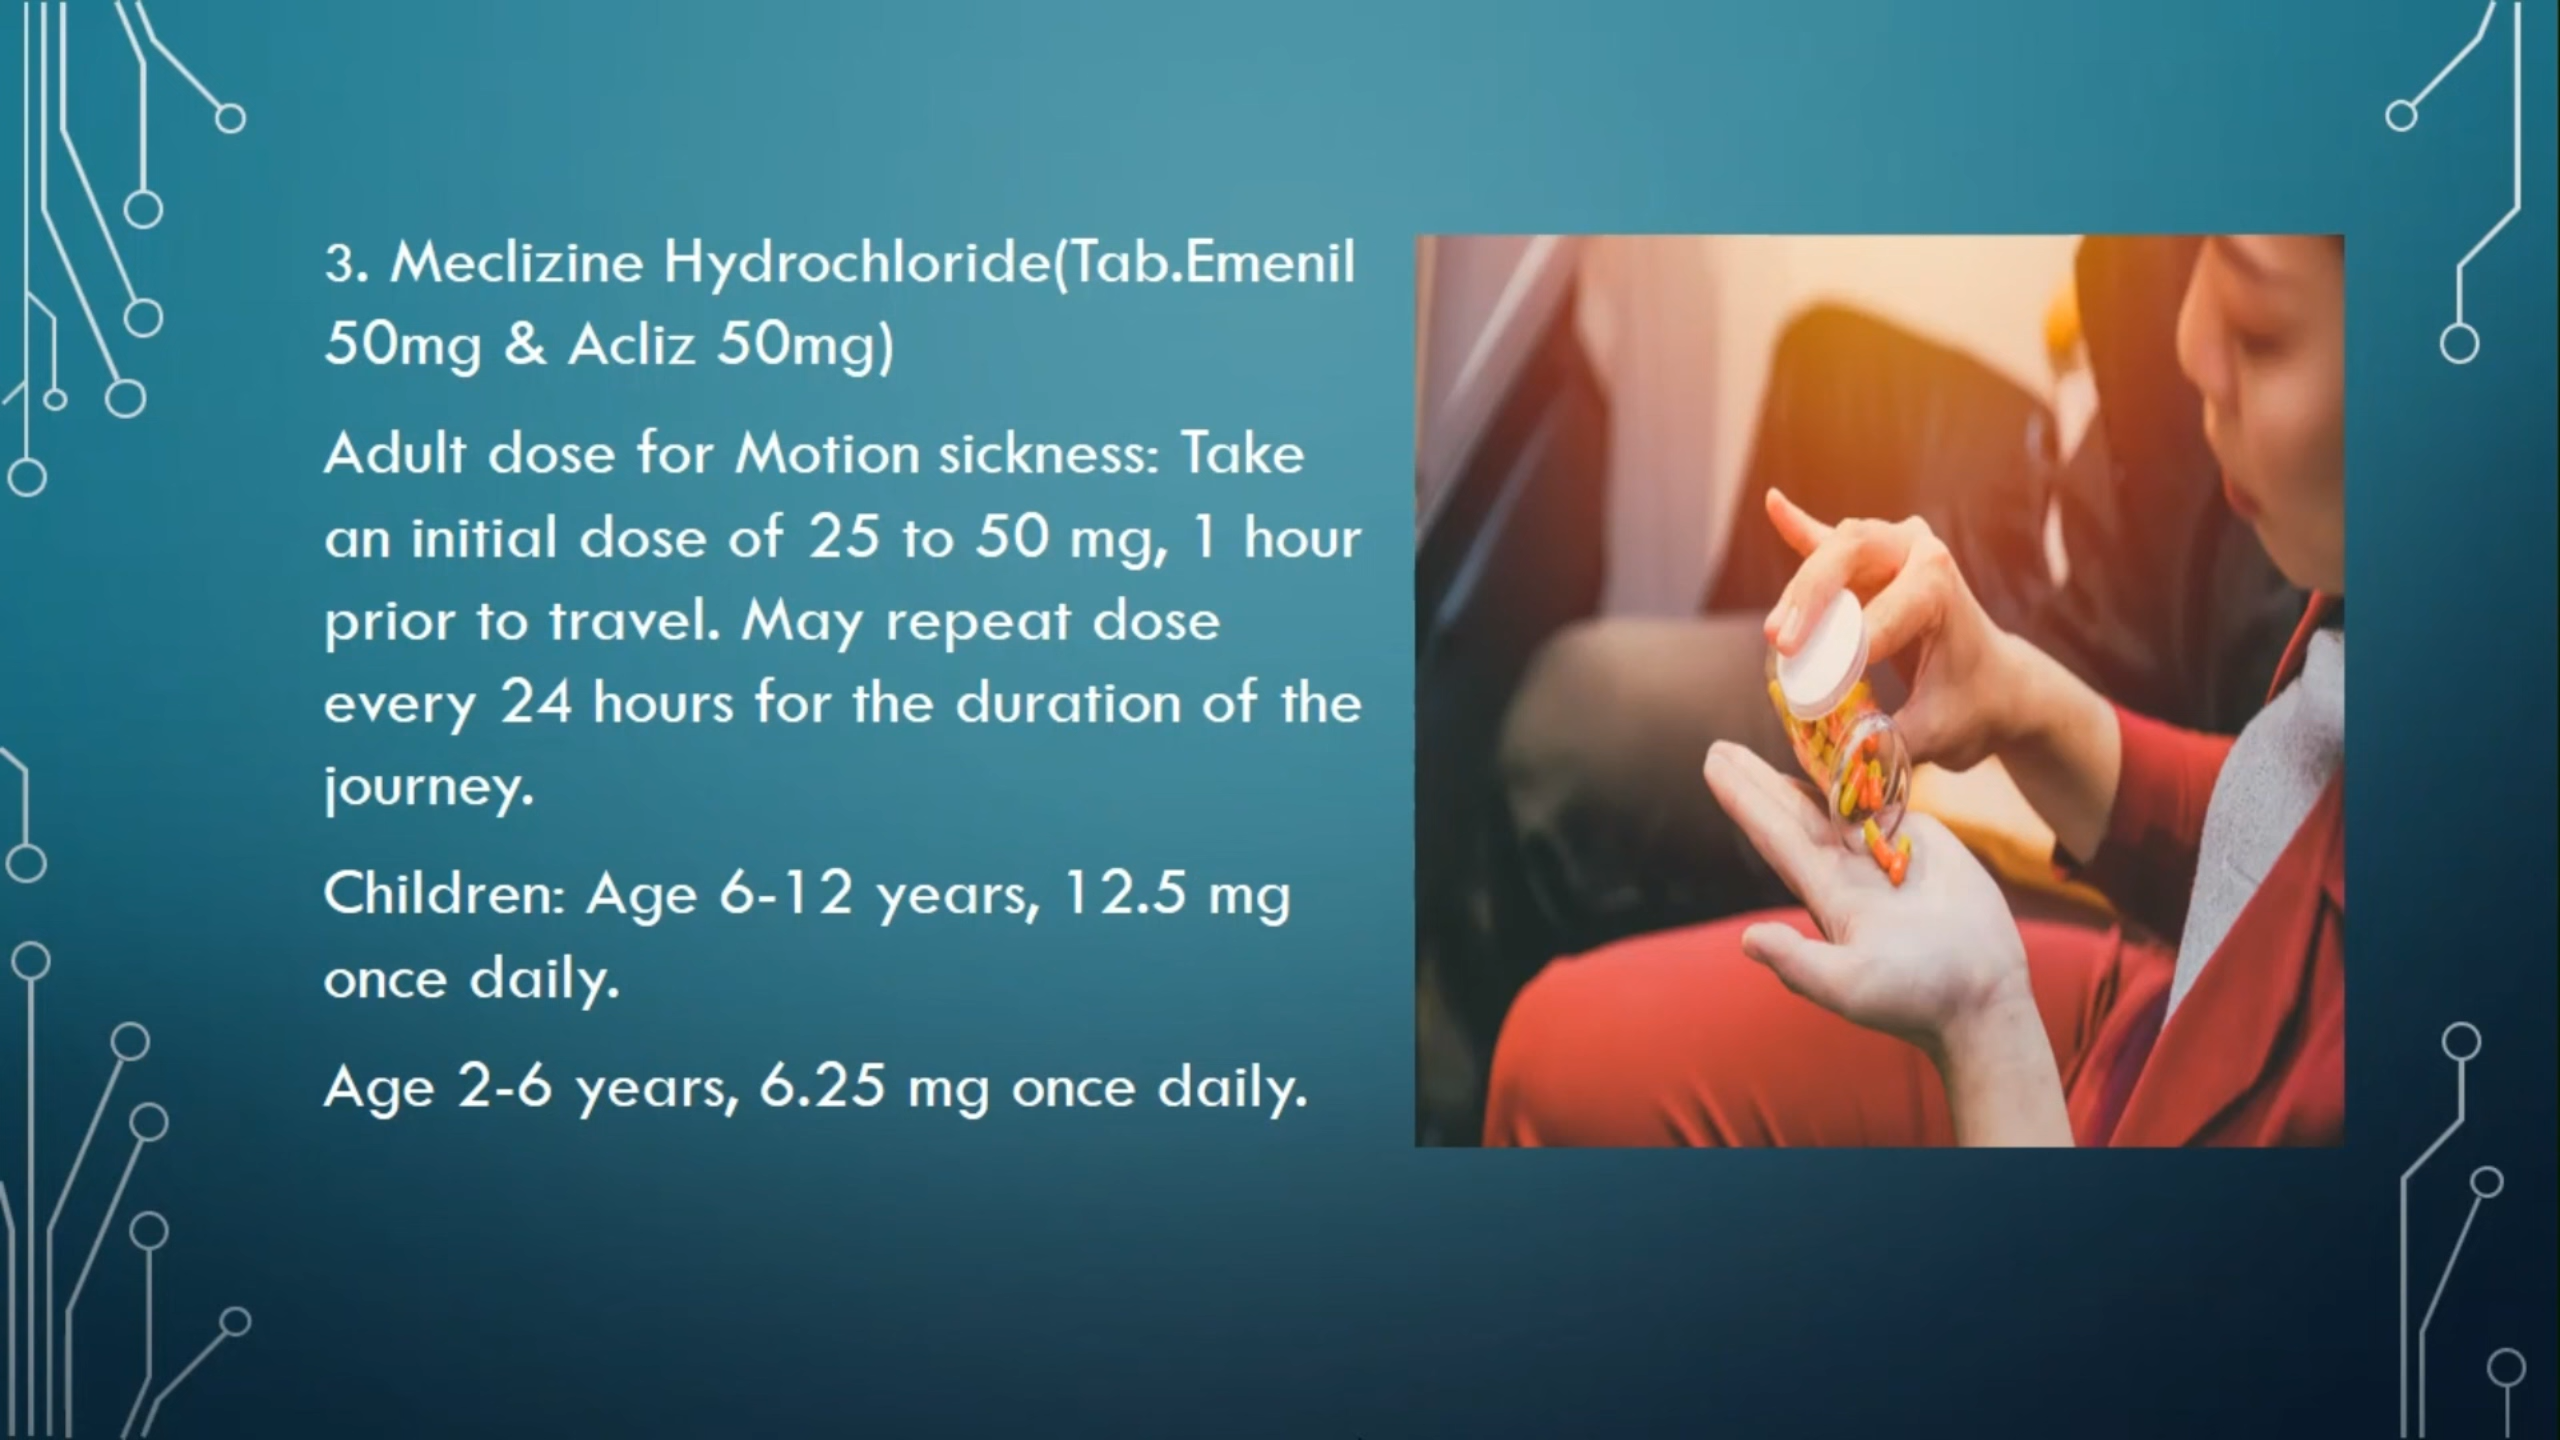 3. Meclizine Hydrochloride(Tab.Emenil
50mg & Acliz 50mg)
Adult dose for Motion sickness: Take
an initial dose of 25 to 50 mg, 1 hour
prior to travel. May repeat dose
every 24 hours for the duration of the
journey.
Children: Age 6-12 years, 12.5 mg
once daily.
Age 2-6 years, 6.25 mg once daily.